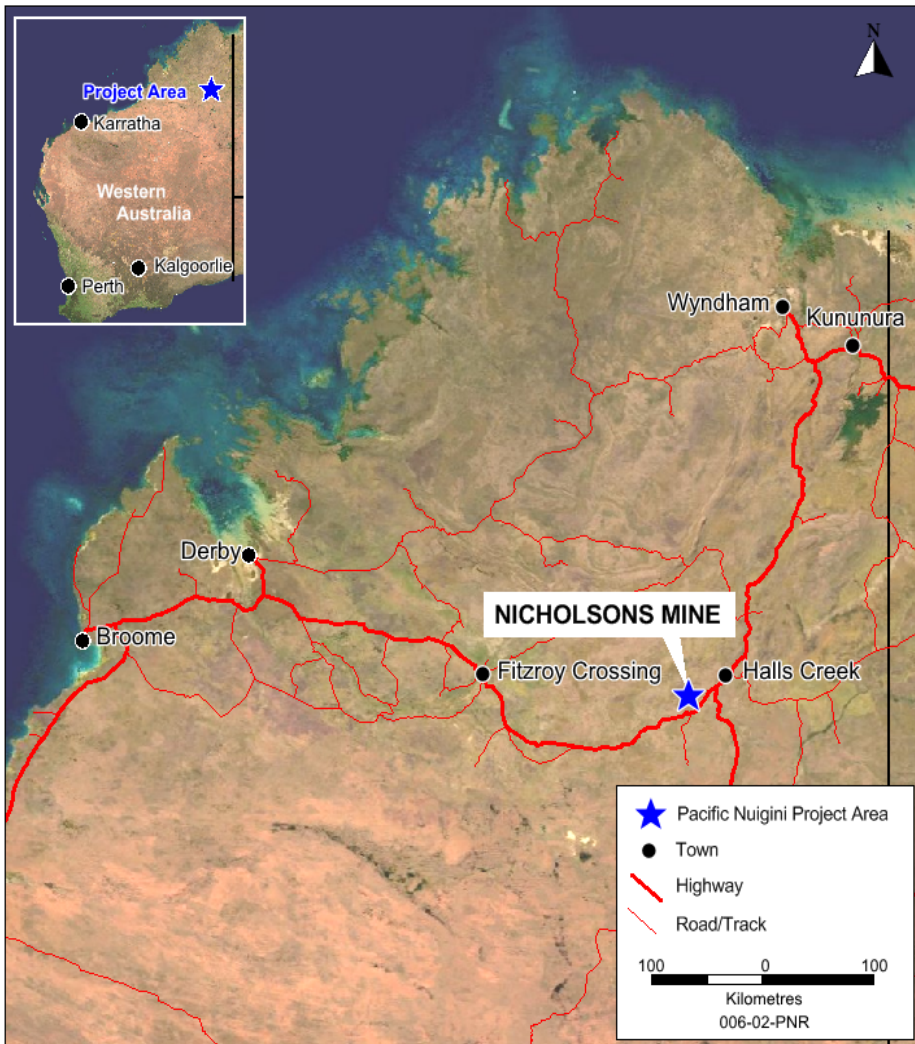 N
Project Area
Karratha
Western
Australia
Kalgoorlie
Perth
Wyndham
Kununura
Derby
NICHOLSONS MINE
Broome
Fitzroy Crossing
Halls Creek
Pacific Nuigini Project Area
Town
Highway
Road/Track
100 0 100
Kilometres
006-02-PNR